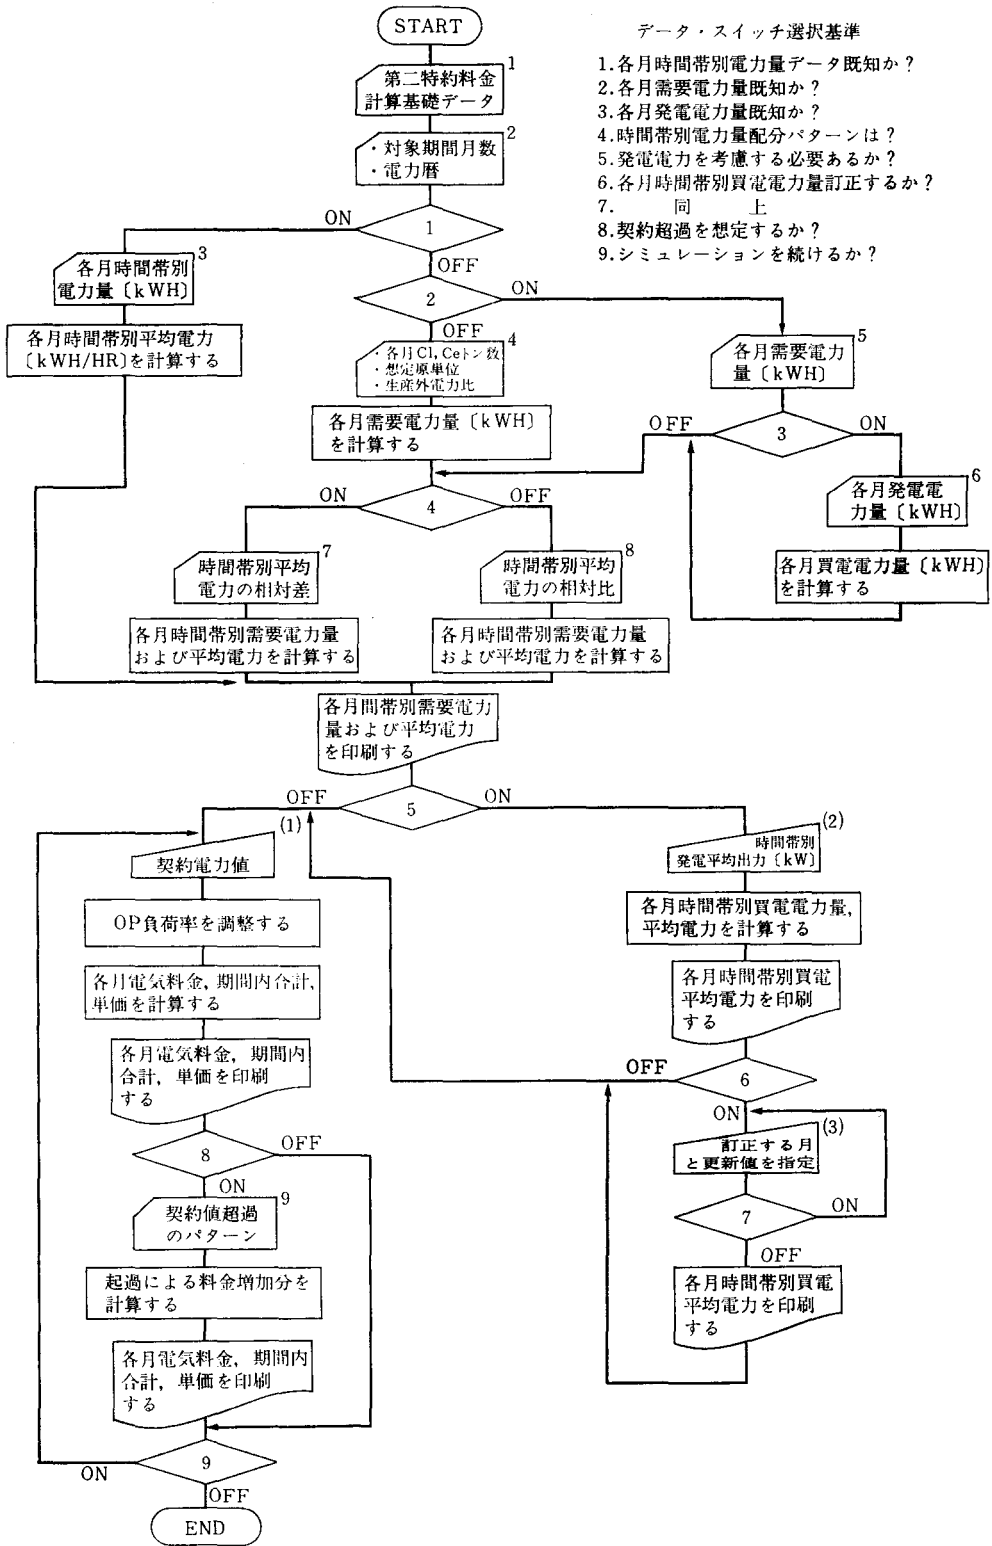 START
データ・スイッチ選択基準
1.各月時間帯別電力量データ既知か？
2.各月需要電力量既知か？
3.各月発電電力量既知か？
4.時間帯別電力量配分パターンは？
5.発電電力を考慮する必要あるか？
6.各月時間帯別買電電力量訂正するか？
7. 同 上
8.契約超過を想定するか？
9.シミュレーションを続けるか？
1
第二特約料金
計算基礎データ
2
・対象期間月数
・電力暦
ON
1
OFF
3
各月時間帯別
電力量〔kWH〕
各月時間帯別平均電力
〔kWH/HR〕を計算する
2
ON
OFF
4
・各月Cl, Ceトン数
・想定原単位
・生産外電力比
各月需要電力量〔kWH〕
を計算する
5
各月需要電力
量〔kWH〕
OFF
3
ON
6
各月発電電
力量〔kWH〕
各月買電電力量〔kWH〕
を計算する
ON
4
OFF
7
時間帯別平均
電力の相対差
8
時間帯別平均
電力の相対比
各月時間帯別需要電力量
および平均電力を計算する
各月時間帯別需要電力量
および平均電力を計算する
各月間帯別需要電力
量および平均電力
を印刷する
OFF
5
ON
(1)
契約電力値
OP負荷率を調整する
各月電気料金, 期間内合計,
単価を計算する
各月電気料金, 期間内
合計, 単価を印刷
する
8
OFF
ON
9
契約値超過
のパターン
起過による料金増加分を
計算する
各月電気料金, 期間内
合計, 単価を印刷
する
9
ON
OFF
END
(2)
時間帯別
発電平均出力〔kW〕
各月時間帯別買電電力量,
平均電力を計算する
各月時間帯別買電
平均電力を印刷
する
OFF
6
ON
(3)
訂正する月
と更新値を指定
7
ON
OFF
各月時間帯別買電
平均電力を印刷
する